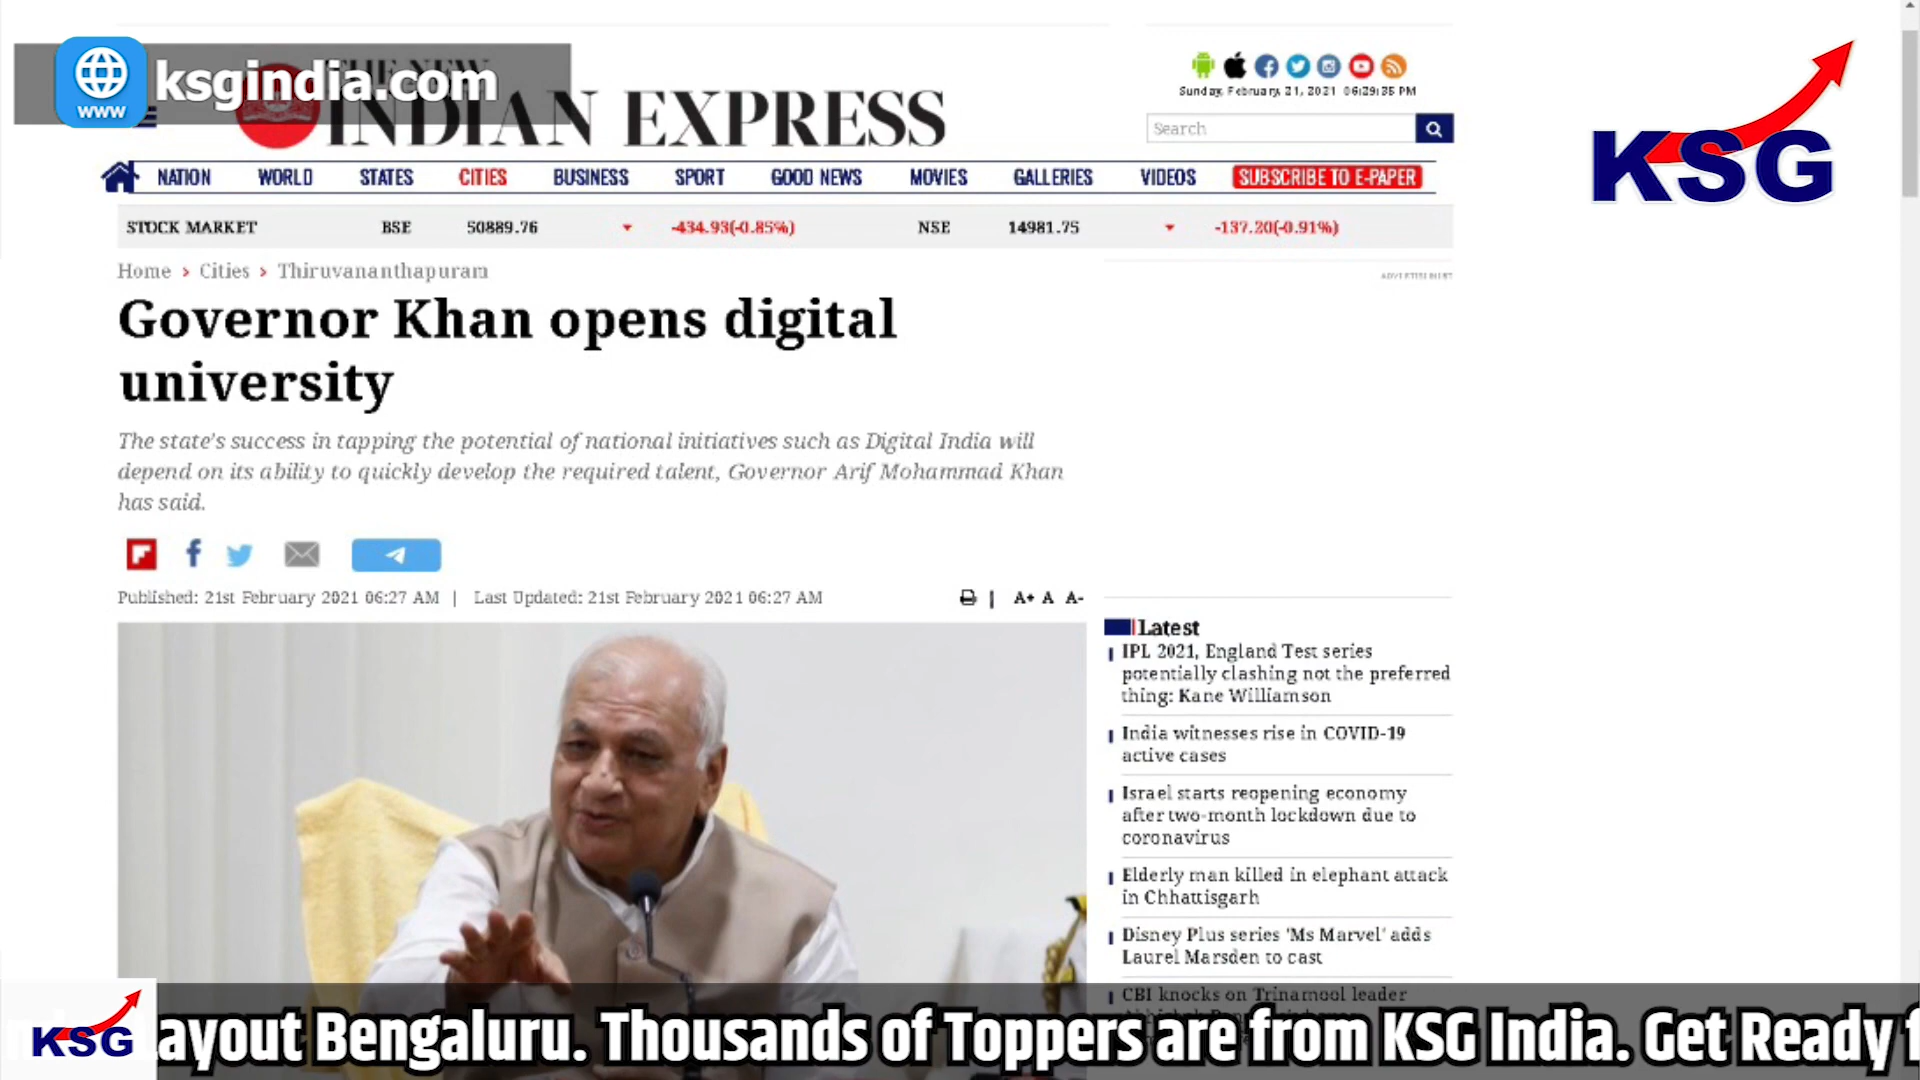 www
ksgindia.com
THE NEW
INDIAN EXPRESS
Sunday, February, 21, 2021 06:29:35 PM
Search
KSG
NATION WORLD STATES CITIES BUSINESS SPORT GOOD NEWS MOVIES GALLERIES VIDEOS SUBSCRIBE TO E-PAPER
STOCK MARKET BSE 50889.76 -434.93(-0.85%) NSE 14981.75 -137.20(-0.91%)
Home > Cities > Thiruvananthapuram
ADVERTISEMENT
Governor Khan opens digital
university
The state's success in tapping the potential of national initiatives such as Digital India will
depend on its ability to quickly develop the required talent, Governor Arif Mohammad Khan
has said.
Published: 21st February 2021 06:27 AM | Last Updated: 21st February 2021 06:27 AM
A+ A A-
Latest
IPL 2021, England Test series
potentially clashing not the preferred
thing: Kane Williamson
India witnesses rise in COVID-19
active cases
Israel starts reopening economy
after two-month lockdown due to
coronavirus
Elderly man killed in elephant attack
in Chhattisgarh
Disney Plus series 'Ms Marvel' adds
Laurel Marsden to cast
CBI knocks on Trinamool leader
KSG
ayout Bengaluru. Thousands of Toppers are from KSG India. Get Ready f